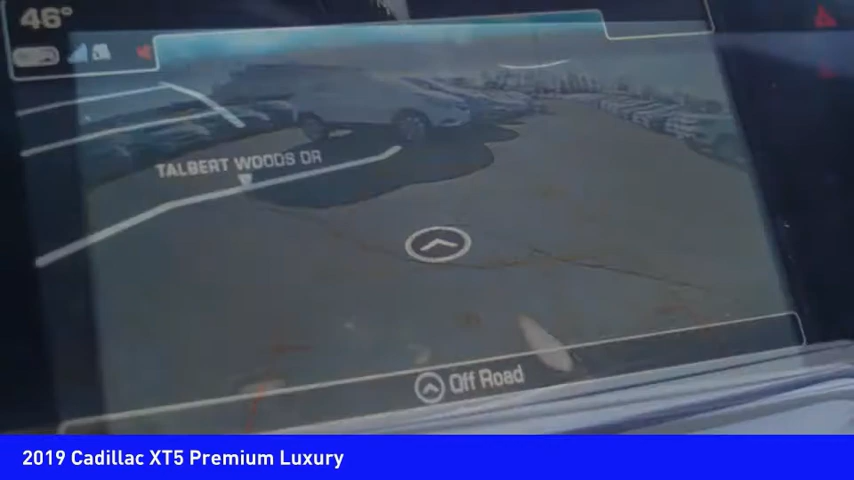 46°
TALBERT WOODS DR
Off Road
2019 Cadillac XT5 Premium Luxury